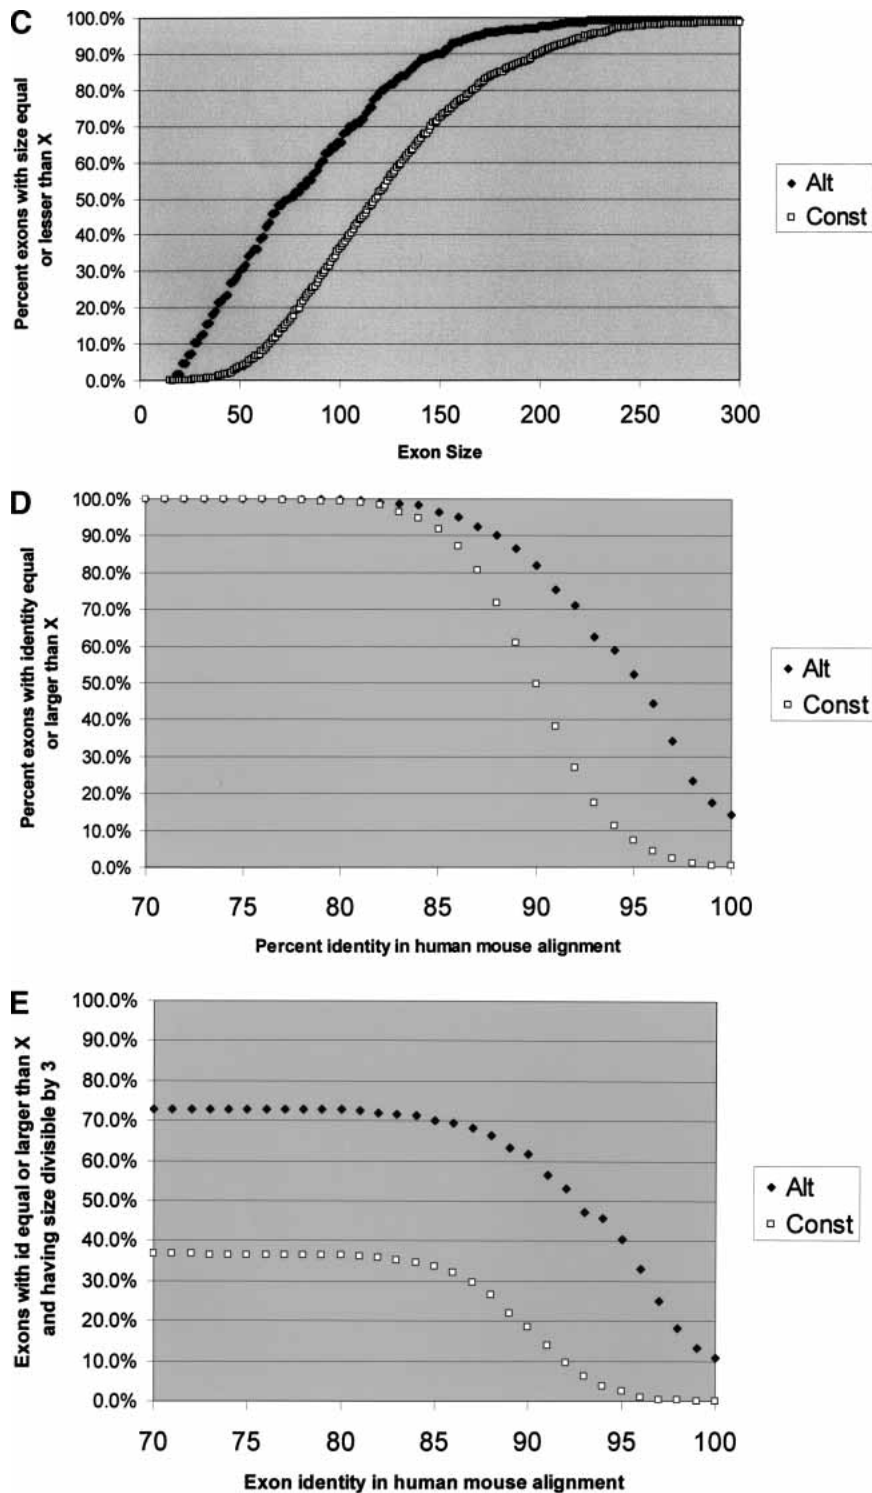 C
100.0%
90.0%
80.0%
70.0%
60.0%
50.0%
40.0%
30.0%
20.0%
10.0%
0.0%
Percent exons with size equal
or lesser than X
0 50 100 150 200 250 300
Exon Size
Alt
Const
D
100.0%
90.0%
80.0%
70.0%
60.0%
50.0%
40.0%
30.0%
20.0%
10.0%
0.0%
Percent exons with identity equal
or larger than X
70 75 80 85 90 95 100
Percent identity in human mouse alignment
Alt
Const
E
100.0%
90.0%
80.0%
70.0%
60.0%
50.0%
40.0%
30.0%
20.0%
10.0%
0.0%
Exons with id equal or larger than X
and having size divisible by 3
70 75 80 85 90 95 100
Exon identity in human mouse alignment
Alt
Const